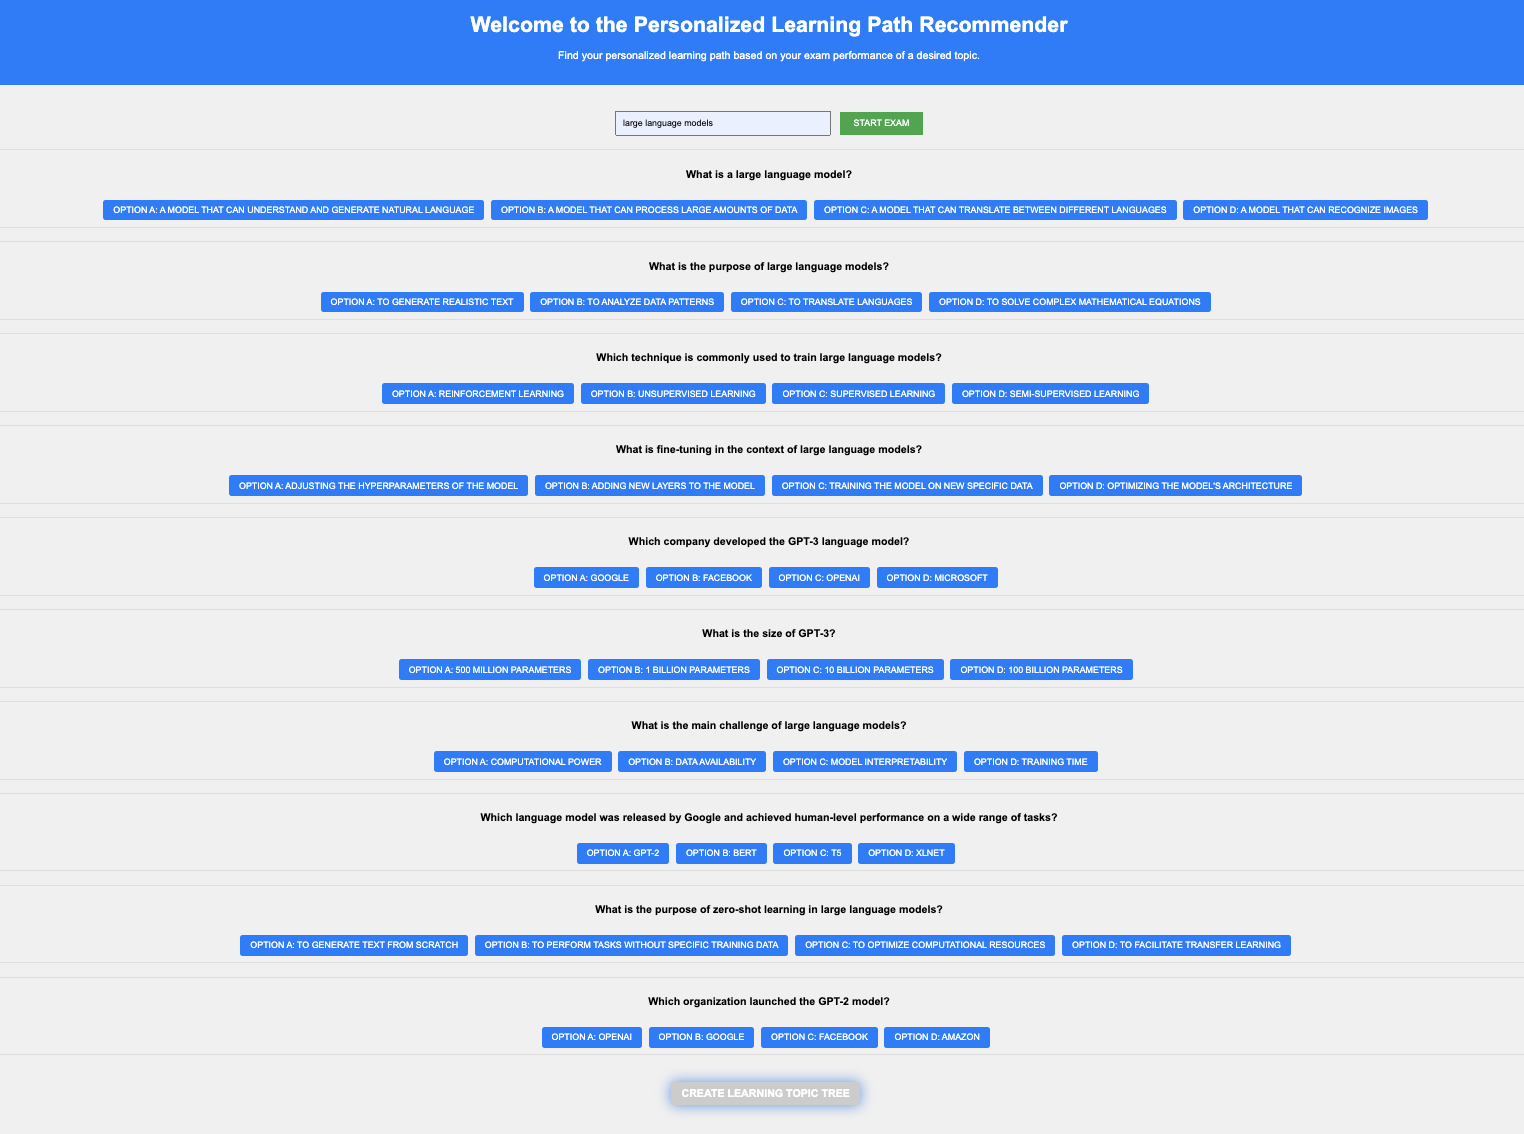 Welcome to the Personalized Learning Path Recommender
Find your personalized learning path based on your exam performance of a desired topic.
large language models START EXAM
What is a large language model?
OPTION A: A MODEL THAT CAN UNDERSTAND AND GENERATE NATURAL LANGUAGE OPTION B: A MODEL THAT CAN PROCESS LARGE AMOUNTS OF DATA OPTION C: A MODEL THAT CAN TRANSLATE BETWEEN DIFFERENT LANGUAGES OPTION D: A MODEL THAT CAN RECOGNIZE IMAGES
What is the purpose of large language models?
OPTION A: TO GENERATE REALISTIC TEXT OPTION B: TO ANALYZE DATA PATTERNS OPTION C: TO TRANSLATE LANGUAGES OPTION D: TO SOLVE COMPLEX MATHEMATICAL EQUATIONS
Which technique is commonly used to train large language models?
OPTION A: REINFORCEMENT LEARNING OPTION B: UNSUPERVISED LEARNING OPTION C: SUPERVISED LEARNING OPTION D: SEMI-SUPERVISED LEARNING
What is fine-tuning in the context of large language models?
OPTION A: ADJUSTING THE HYPERPARAMETERS OF THE MODEL OPTION B: ADDING NEW LAYERS TO THE MODEL OPTION C: TRAINING THE MODEL ON NEW SPECIFIC DATA OPTION D: OPTIMIZING THE MODEL'S ARCHITECTURE
Which company developed the GPT-3 language model?
OPTION A: GOOGLE OPTION B: FACEBOOK OPTION C: OPENAI OPTION D: MICROSOFT
What is the size of GPT-3?
OPTION A: 500 MILLION PARAMETERS OPTION B: 1 BILLION PARAMETERS OPTION C: 10 BILLION PARAMETERS OPTION D: 100 BILLION PARAMETERS
What is the main challenge of large language models?
OPTION A: COMPUTATIONAL POWER OPTION B: DATA AVAILABILITY OPTION C: MODEL INTERPRETABILITY OPTION D: TRAINING TIME
Which language model was released by Google and achieved human-level performance on a wide range of tasks?
OPTION A: GPT-2 OPTION B: BERT OPTION C: T5 OPTION D: XLNET
What is the purpose of zero-shot learning in large language models?
OPTION A: TO GENERATE TEXT FROM SCRATCH OPTION B: TO PERFORM TASKS WITHOUT SPECIFIC TRAINING DATA OPTION C: TO OPTIMIZE COMPUTATIONAL RESOURCES OPTION D: TO FACILITATE TRANSFER LEARNING
Which organization launched the GPT-2 model?
OPTION A: OPENAI OPTION B: GOOGLE OPTION C: FACEBOOK OPTION D: AMAZON
CREATE LEARNING TOPIC TREE